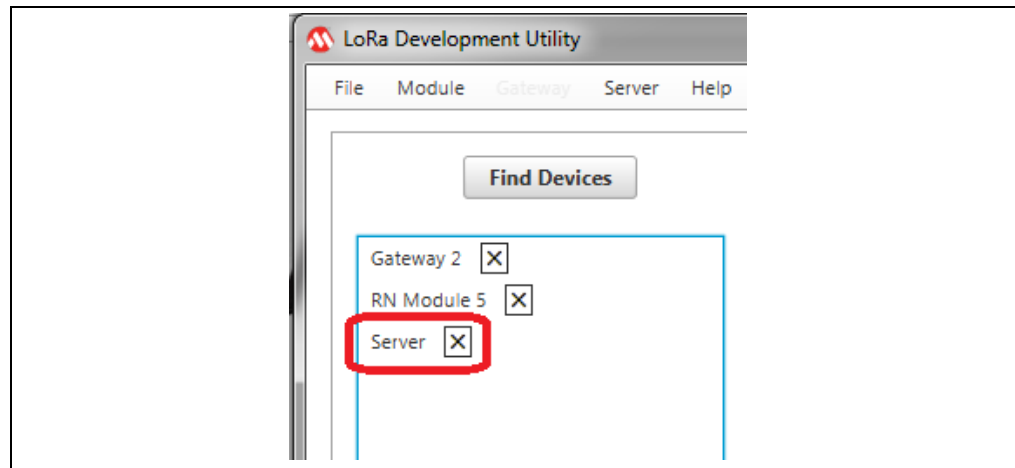 LoRa Development Utility
File Module Gateway Server Help
Find Devices
Gateway 2
RN Module 5
Server